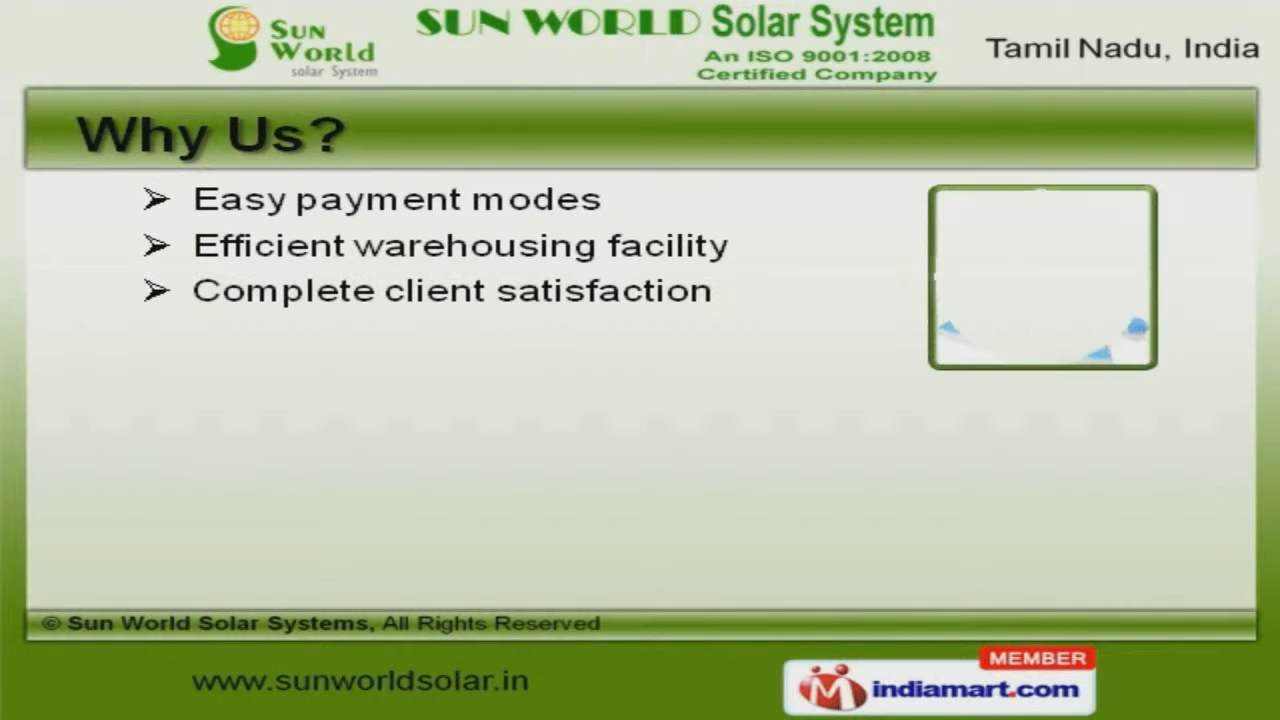 Sun
World
solar System
SUN WORLD Solar System
An ISO 9001:2008
Certified Company
Tamil Nadu, India
Why Us?
Easy payment modes
Efficient warehousing facility
Complete client satisfaction
© Sun World Solar Systems, All Rights Reserved
www.sunworldsolar.in
MEMBER
indiamart.com